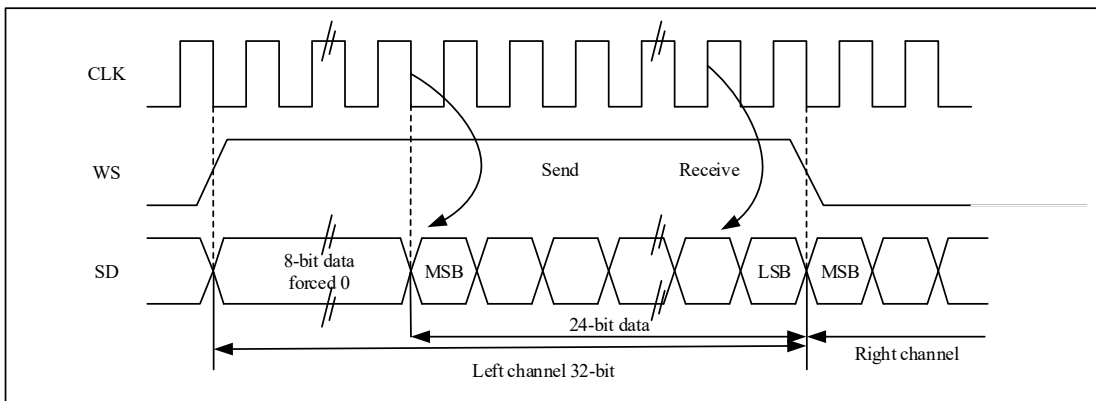 CLK
WS
Send
Receive
SD
8-bit data
forced 0
MSB
LSB
MSB
24-bit data
Left channel 32-bit
Right channel